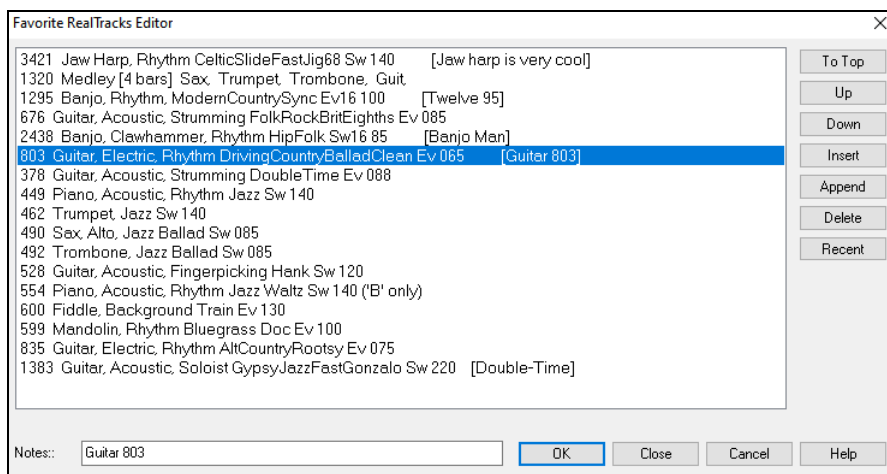 Favorite RealTracks Editor
3421 Jaw Harp, Rhythm CelticSlideFastJig68 Sw 140 [Jaw harp is very cool]
1320 Medley [4 bars] Sax, Trumpet, Trombone, Guit,
1295 Banjo, Rhythm, ModernCountrySync Ev16 100 [Twelve 95]
676 Guitar, Acoustic, Strumming FolkRockBritEighths Ev 085
2438 Banjo, Clawhammer, Rhythm HipFolk Sw16 85 [Banjo Man]
803 Guitar, Electric, Rhythm DrivingCountryBalladClean Ev 065 [Guitar 803]
378 Guitar, Acoustic, Strumming DoubleTime Ev 088
449 Piano, Acoustic, Rhythm Jazz Sw 140
462 Trumpet, Jazz Sw 140
490 Sax, Alto, Jazz Ballad Sw 085
492 Trombone, Jazz Ballad Sw 085
528 Guitar, Acoustic, Fingerpicking Hank Sw 120
554 Piano, Acoustic, Rhythm Jazz Waltz Sw 140 ('B' only)
600 Fiddle, Background Train Ev 130
599 Mandolin, Rhythm Bluegrass Doc Ev 100
835 Guitar, Electric, Rhythm AltCountryRootsy Ev 075
1383 Guitar, Acoustic, Soloist GypsyJazzFastGonzalo Sw 220 [Double-Time]
To Top
Up
Down
Insert
Append
Delete
Recent
Notes:: Guitar 803 OK Close Cancel Help